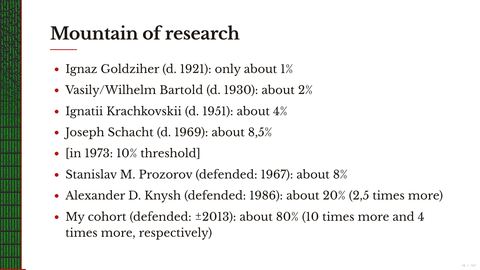 Mountain of research
• Ignaz Goldziher (d. 1921): only about 1%
• Vasily/Wilhelm Bartold (d. 1930): about 2%
• Ignatii Krachkovskii (d. 1951): about 4%
• Joseph Schacht (d. 1969): about 8,5%
• [in 1973: 10% threshold]
• Stanislav M. Prozorov (defended: 1967): about 8%
• Alexander D. Knysh (defended: 1986): about 20% (2,5 times more)
• My cohort (defended: ±2013): about 80% (10 times more and 4
times more, respectively)